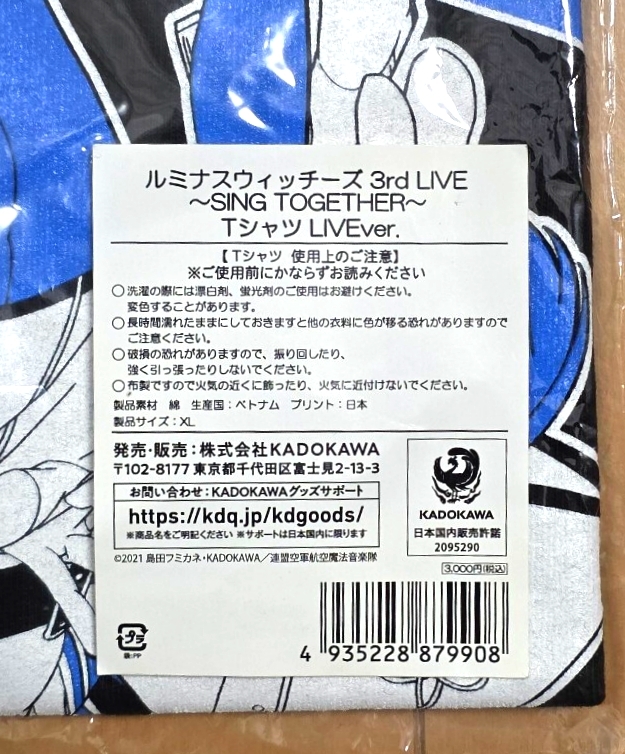 ルミナスウィッチーズ 3rd LIVE
～SING TOGETHER～
Tシャツ LIVEver.
【 Tシャツ 使用上のご注意】
※ご使用前にかならずお読みください
○洗濯の際には漂白剤、蛍光剤のご使用はお避けください。
変色することがあります。
○長時間濡れたままにしておきますと他の衣料に色が移る恐れがありますので
ご注意ください。
○破損の恐れがありますので、振り回したり、
強く引っ張ったりしないでください。
○布製ですので火気の近くに飾ったり、火気に近付けないでください。
製品素材 綿 生産国：ベトナム プリント：日本
製品サイズ：XL
発売・販売：株式会社KADOKAWA
〒102-8177 東京都千代田区富士見2-13-3
お問い合わせ：KADOKAWAグッズサポート
https://kdq.jp/kdgoods/
※商品名をご明記ください ※サポートは日本国内に限ります
©2021 島田フミカネ・KADOKAWA／連盟空軍航空魔法音楽隊
KADOKAWA
日本国内販売許諾
2095290
3,000円(税込)
プラ
袋:PP
4 935228 879908